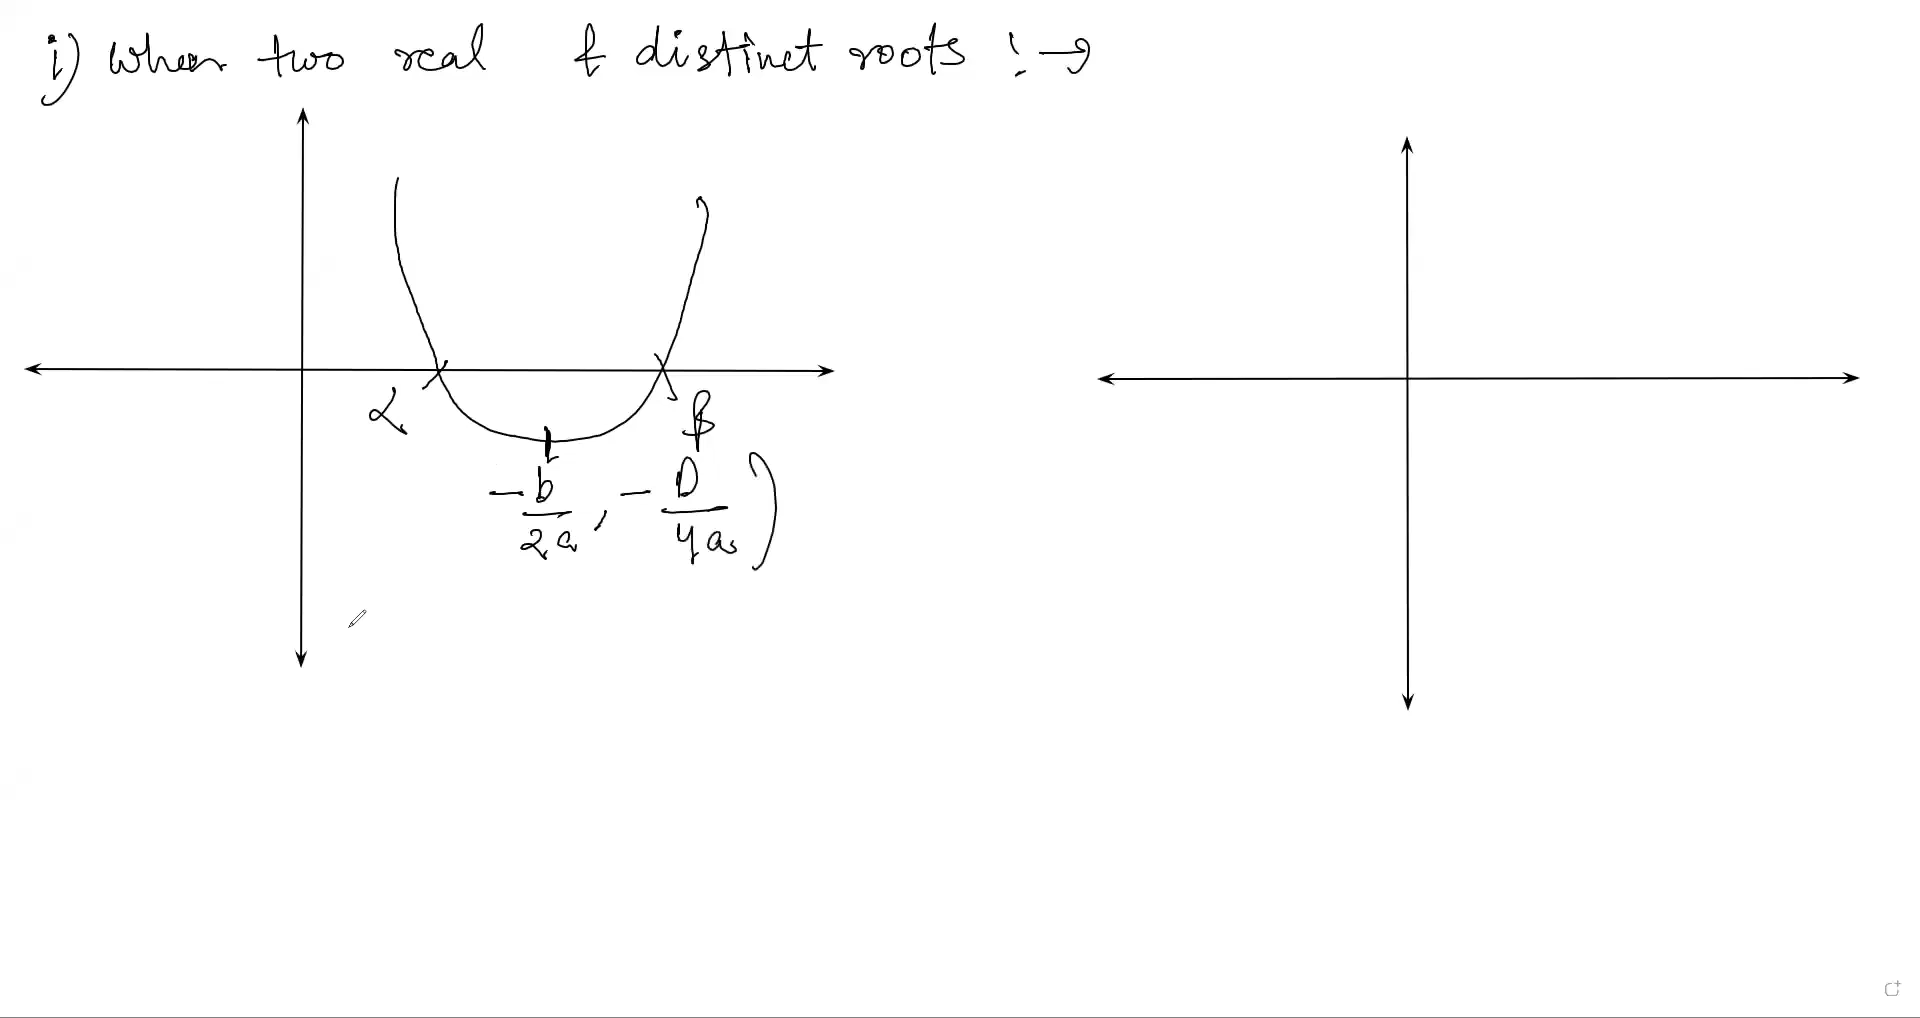 i) when two real & distinct roots :→
α β
-b/2a, -D/4a)